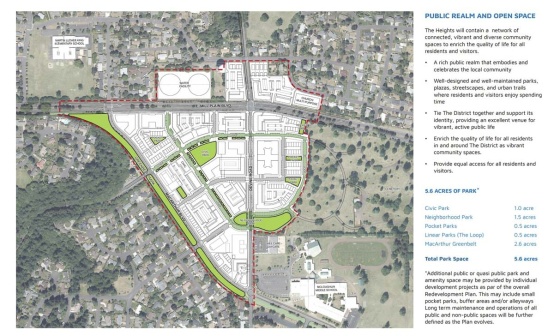 PUBLIC REALM AND OPEN SPACE
The Heights will contain a network of
connected, vibrant and diverse community
spaces to enrich the quality of life for all
residents and visitors.
• A rich public realm that embodies and
celebrates the local community
• Well-designed and well-maintained parks,
plazas, streetscapes, and urban trails
where residents and visitors enjoy spending
time
• Tie The District together and support its
identity, providing an excellent venue for
vibrant, active public life
• Enrich the quality of life for all residents
in and around The District as vibrant
community spaces.
• Provide equal access for all residents and
visitors.
5.6 ACRES OF PARK*
Civic Park 1.0 acre
Neighborhood Park 1.5 acres
Pocket Parks 0.5 acres
Linear Parks (The Loop) 0.5 acres
MacArthur Greenbelt 2.6 acres
Total Park Space 5.6 acres
*Additional public or quasi public park and
amenity space may be provided by individual
development projects as part of the overall
Redevelopment Plan. This may include small
pocket parks, buffer areas and/or alleyways
Long term maintenance and operations of all
public and non-public spaces will be further
defined as the Plan evolves.
MARTIN LUTHER KING
ELEMENTARY SCHOOL